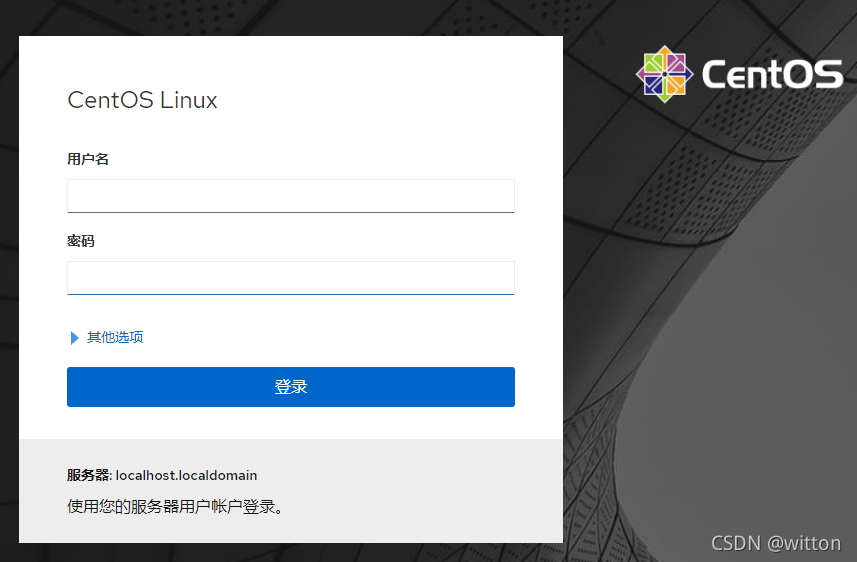 CentOS Linux
CentOS
用户名
密码
其他选项
登录
服务器: localhost.localdomain
使用您的服务器用户帐户登录。
CSDN @witton